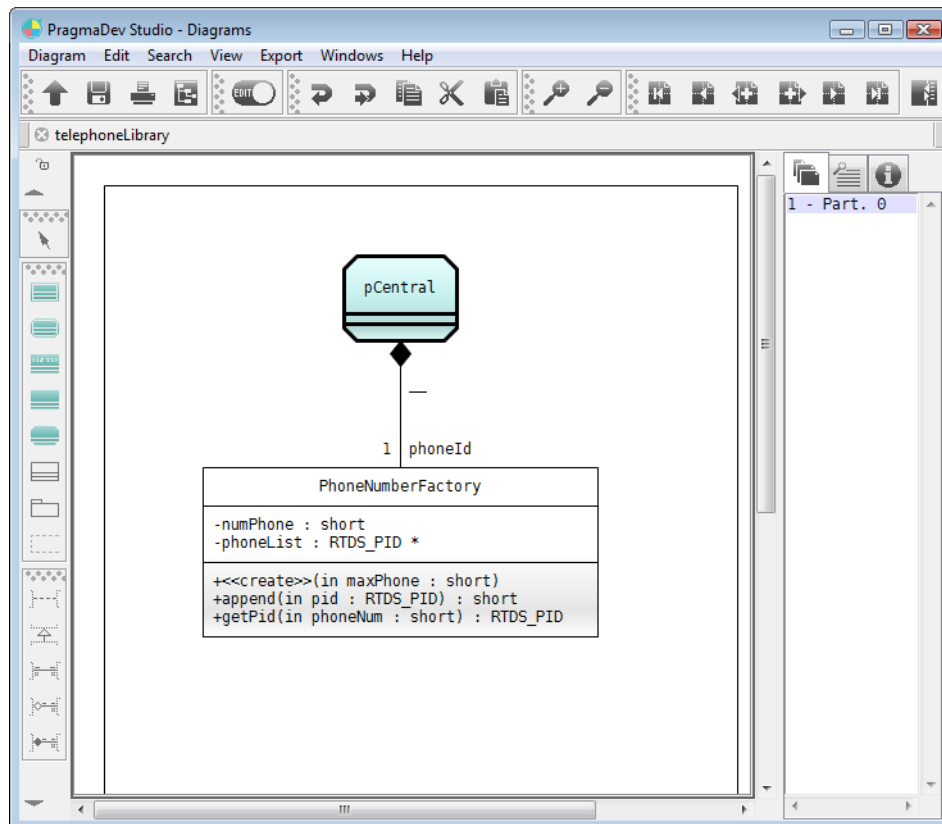 PragmaDev Studio - Diagrams
Diagram Edit Search View Export Windows Help
EDIT
telephoneLibrary
1 - Part. 0
pCentral
1 phoneId
PhoneNumberFactory
-numPhone : short
-phoneList : RTDS_PID *
+<<create>>(in maxPhone : short)
+append(in pid : RTDS_PID) : short
+getPid(in phoneNum : short) : RTDS_PID